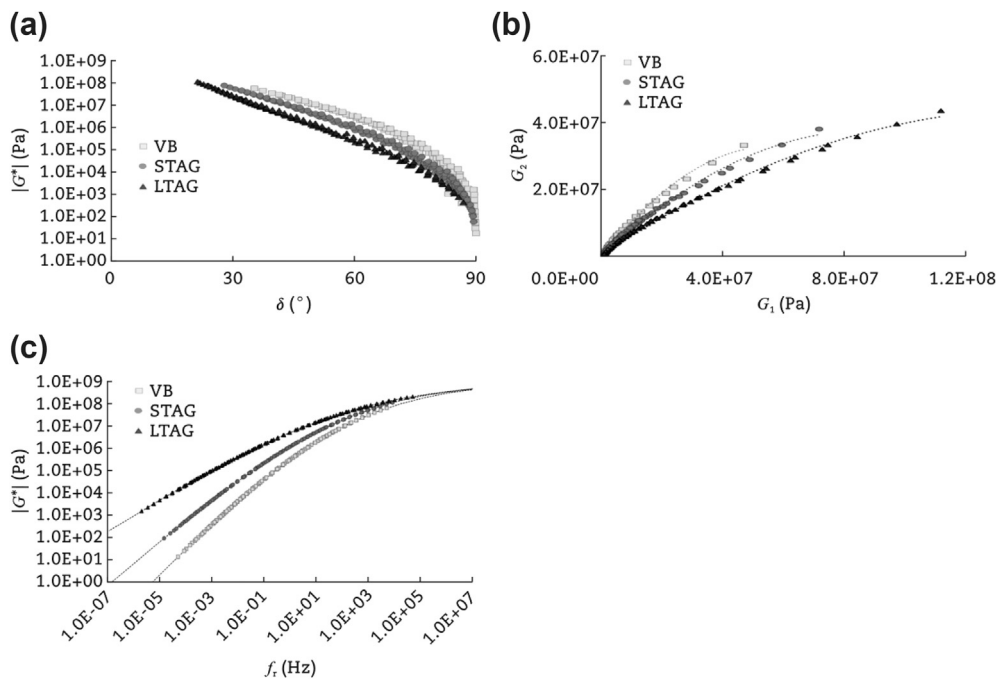 (a)
1.0E+09
1.0E+08
1.0E+07
1.0E+06
1.0E+05
1.0E+04
1.0E+03
1.0E+02
1.0E+01
1.0E+00
|G*| (Pa)
VB
STAG
LTAG
0 30 60 90
δ (°)
(b)
6.0E+07
4.0E+07
2.0E+07
0.0E+00
G₂ (Pa)
VB
STAG
LTAG
4.0E+07 8.0E+07 1.2E+08
G₁ (Pa)
(c)
1.0E+09
1.0E+08
1.0E+07
1.0E+06
1.0E+05
1.0E+04
1.0E+03
1.0E+02
1.0E+01
1.0E+00
|G*| (Pa)
VB
STAG
LTAG
1.0E-07 1.0E-05 1.0E-03 1.0E-01 1.0E+01 1.0E+03 1.0E+05 1.0E+07
fᵣ (Hz)